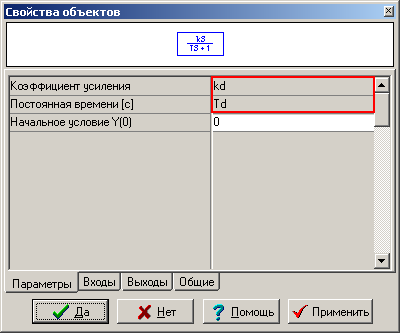 Свойства объектов
kS
TS + 1
Коэффициент усиления kd
Постоянная времени [с] Td
Начальное условие Y(0) 0
Параметры Входы Выходы Общие
Да Нет Помощь Применить